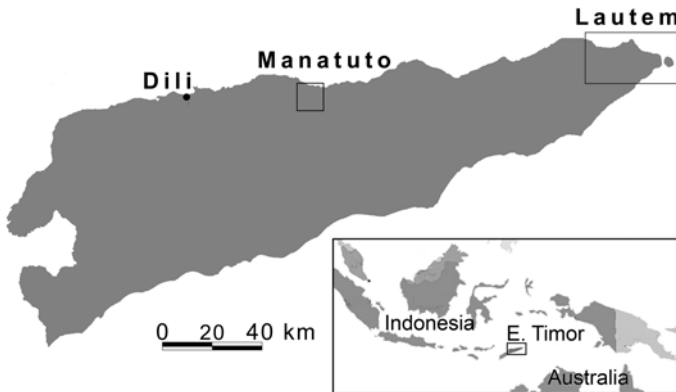 Lautem
Manatuto
Dili
0 20 40 km
Indonesia
E. Timor
Australia